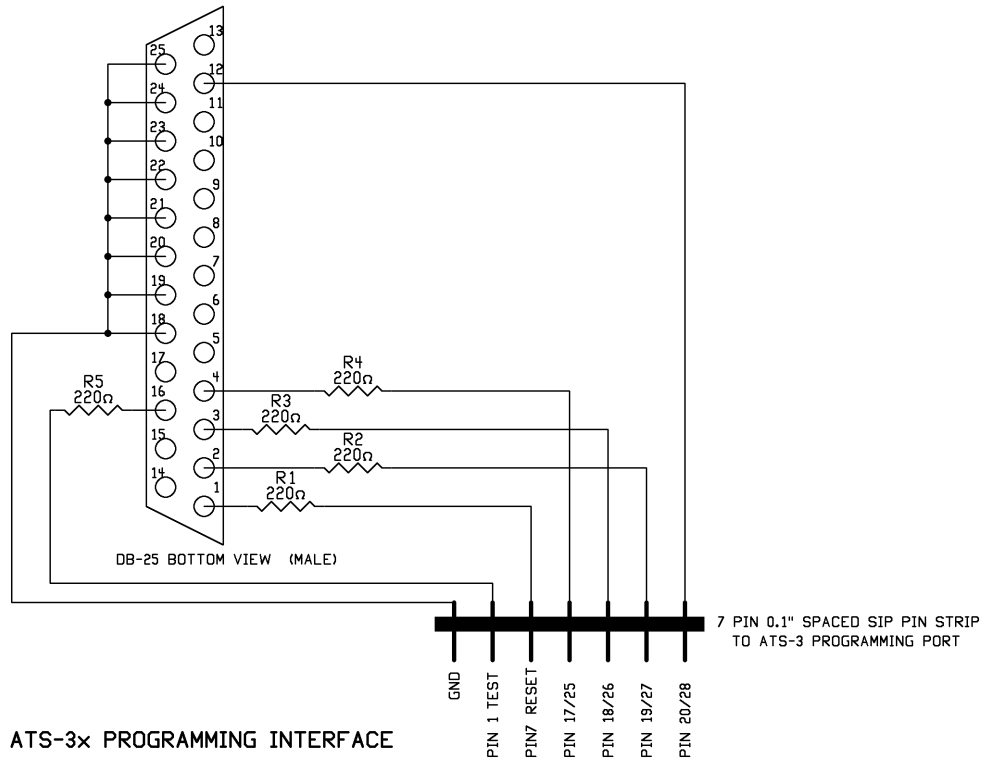 13
25
12
24
11
23
10
22
9
21
8
20
7
19
6
18
5
17
R4
220Ω
4
R5
220Ω
16
R3
220Ω
3
15
R2
220Ω
2
14
R1
220Ω
1
DB-25 BOTTOM VIEW (MALE)
7 PIN 0.1" SPACED SIP PIN STRIP
TO ATS-3 PROGRAMMING PORT
GND
PIN 1 TEST
PIN7 RESET
PIN 17/25
PIN 18/26
PIN 19/27
PIN 20/28
ATS-3x PROGRAMMING INTERFACE